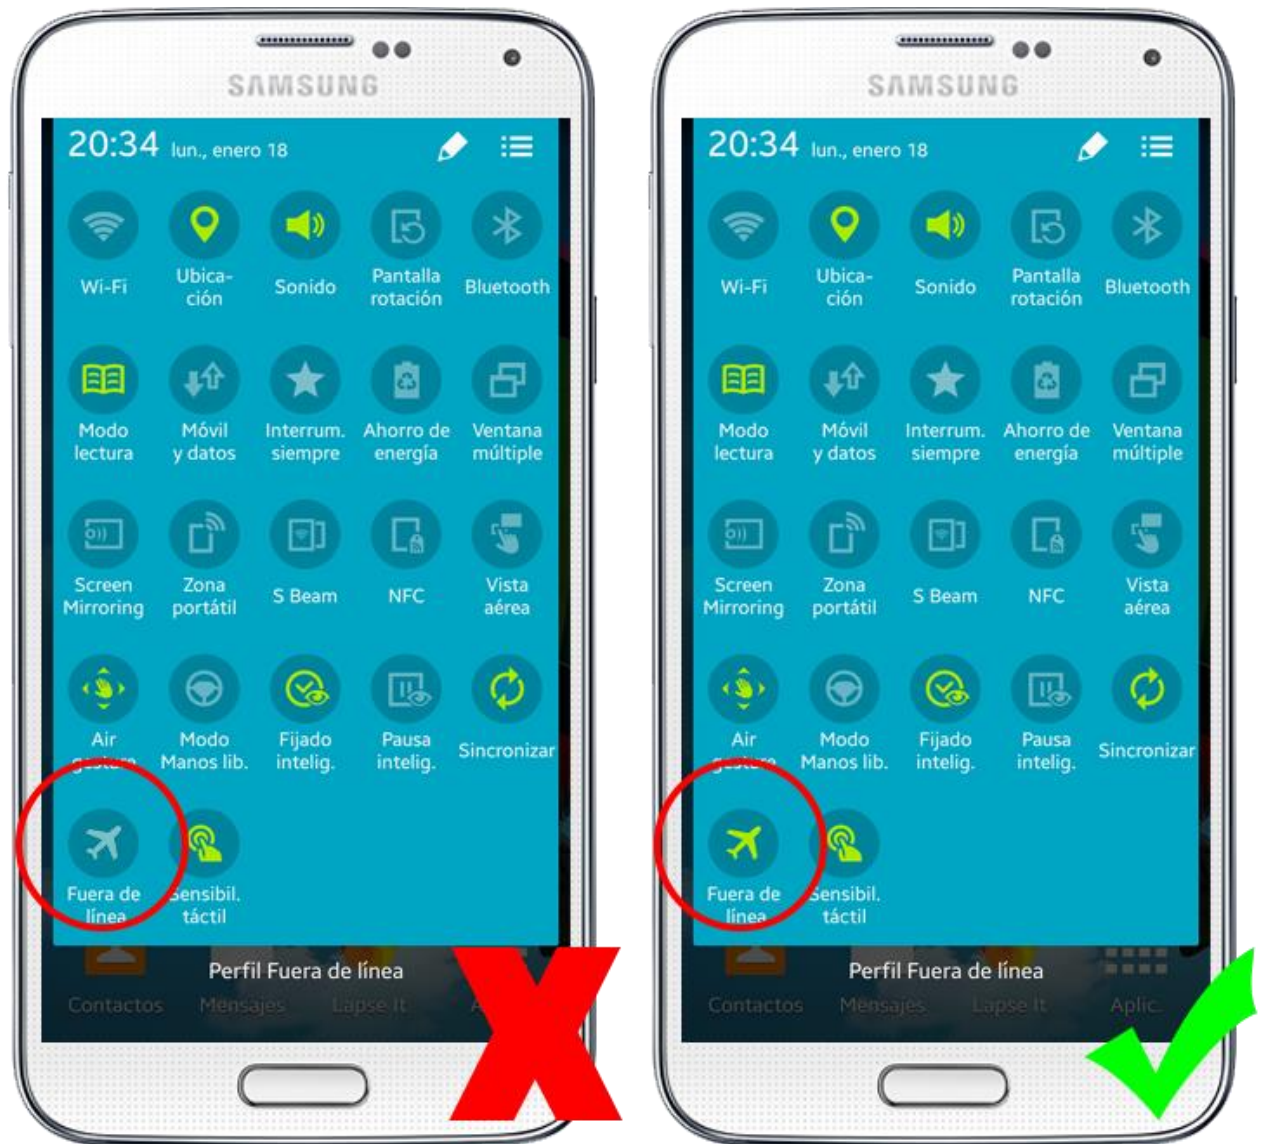 SAMSUNG
20:34 lun., enero 18
Wi-Fi
Ubica-
ción
Sonido
Pantalla
rotación
Bluetooth
Modo
lectura
Móvil
y datos
Interrum.
siempre
Ahorro de
energía
Ventana
múltiple
Screen
Mirroring
Zona
portátil
S Beam
NFC
Vista
aérea
Air
gesture
Modo
Manos lib.
Fijado
intelig.
Pausa
intelig.
Sincronizar
Fuera de
línea
Sensibil.
táctil
Perfil Fuera de línea
Contactos
Mensajes
Lapse It
SAMSUNG
20:34 lun., enero 18
Wi-Fi
Ubica-
ción
Sonido
Pantalla
rotación
Bluetooth
Modo
lectura
Móvil
y datos
Interrum.
siempre
Ahorro de
energía
Ventana
múltiple
Screen
Mirroring
Zona
portátil
S Beam
NFC
Vista
aérea
Air
gesture
Modo
Manos lib.
Fijado
intelig.
Pausa
intelig.
Sincronizar
Fuera de
línea
Sensibil.
táctil
Perfil Fuera de línea
Contactos
Mensajes
Lapse It
Aplic.